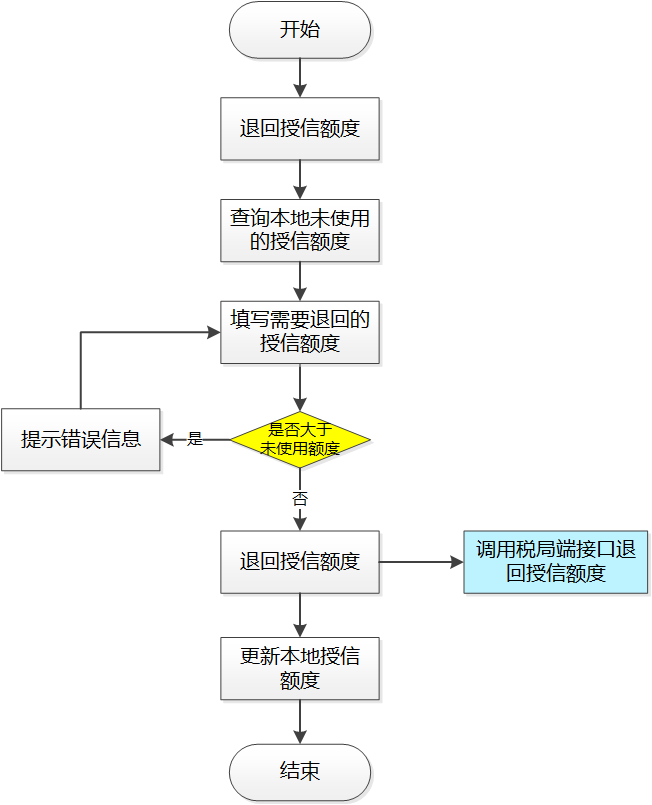 开始
退回授信额度
查询本地未使用
的授信额度
填写需要退回的
授信额度
是否大于
未使用额度
是
提示错误信息
否
退回授信额度
调用税局端接口退
回授信额度
更新本地授信
额度
结束